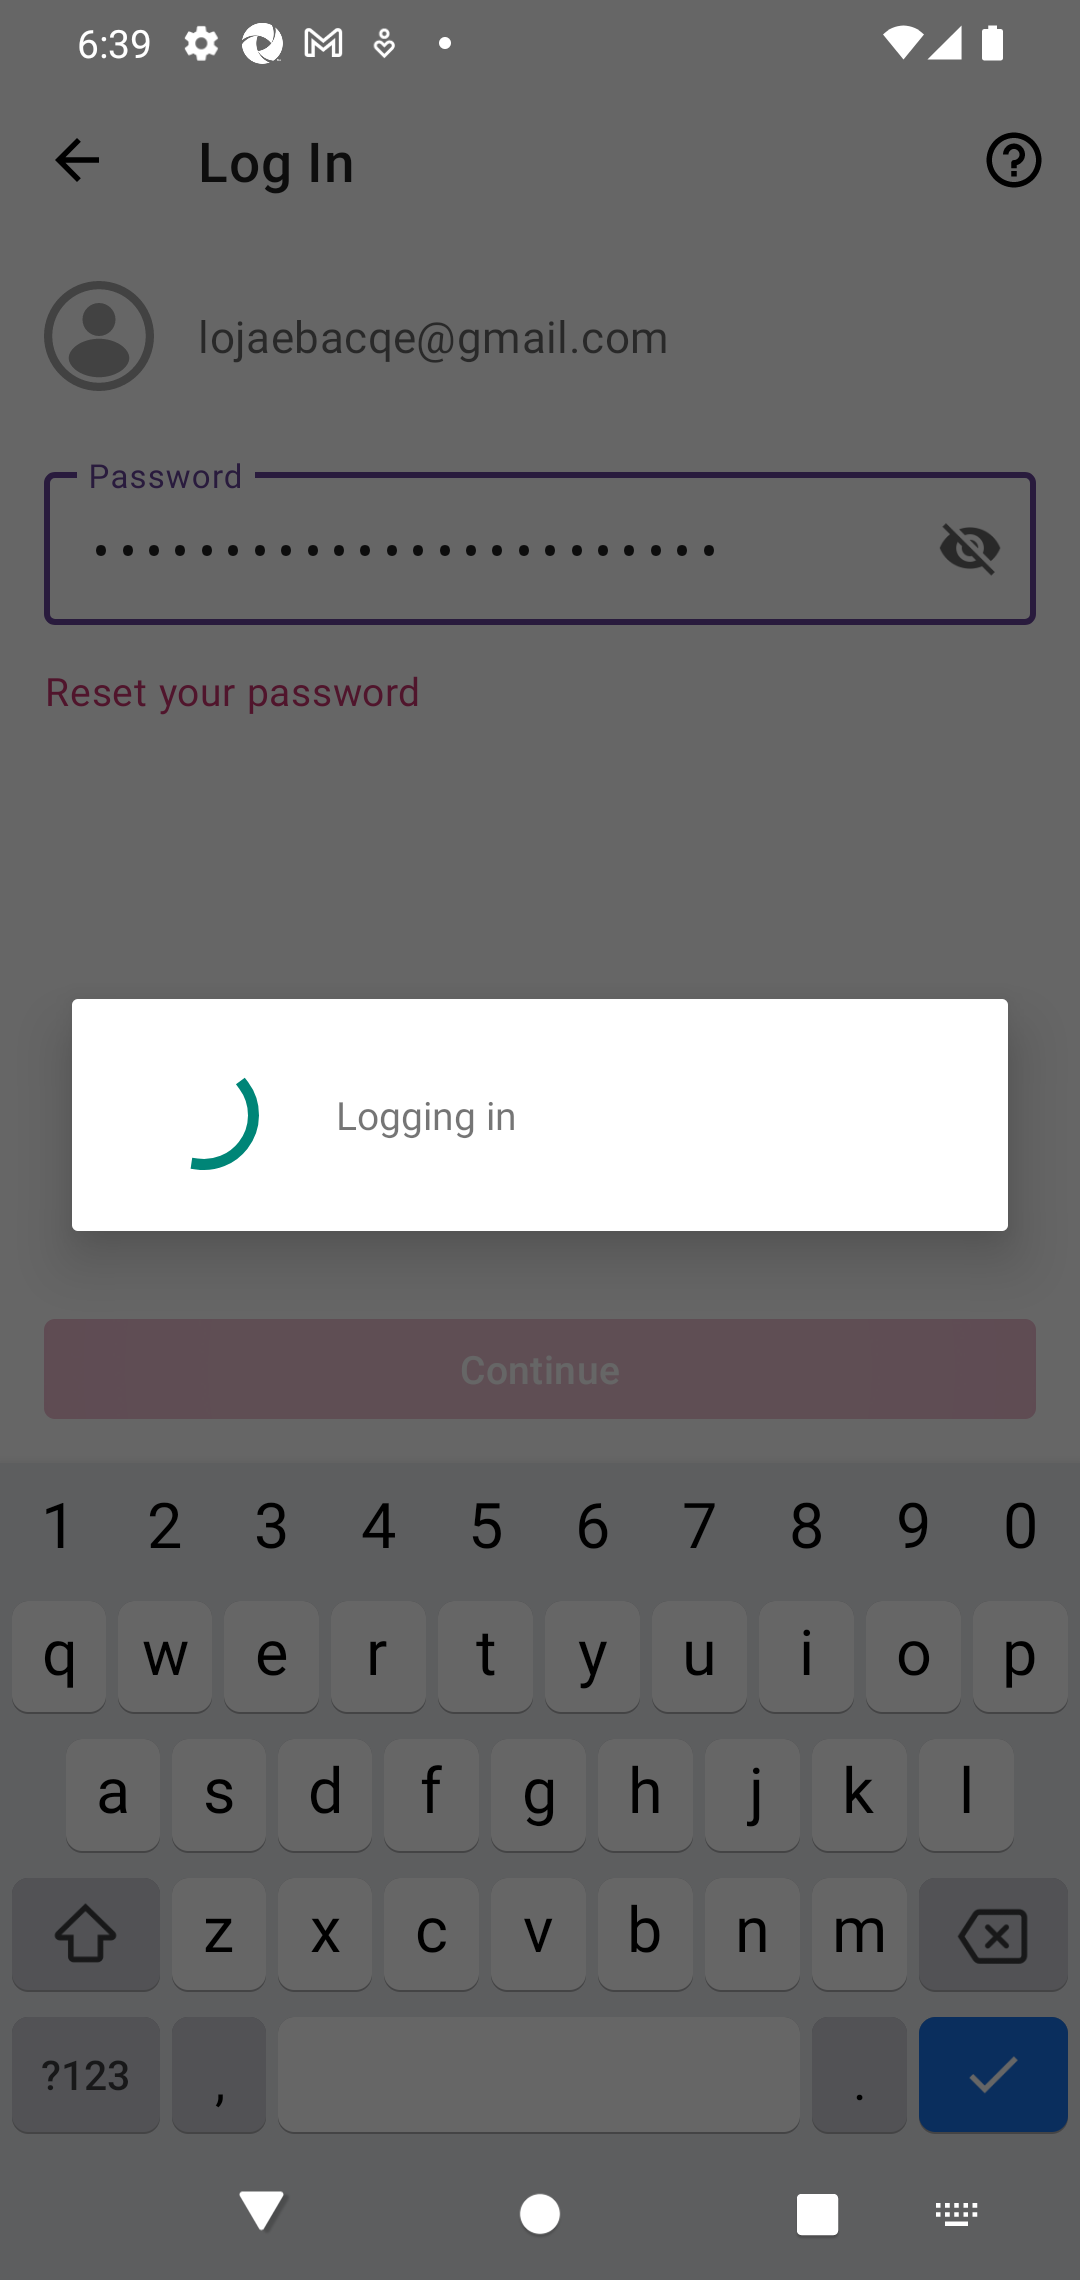 6:39
Log In
lojaebacqe@gmail.com
Password
••••••••••••••••••••••••
Reset your password
Logging in
Continue
1 2 3 4 5 6 7 8 9 0
q w e r t y u i o p
a s d f g h j k l
z x c v b n m
?123 , .